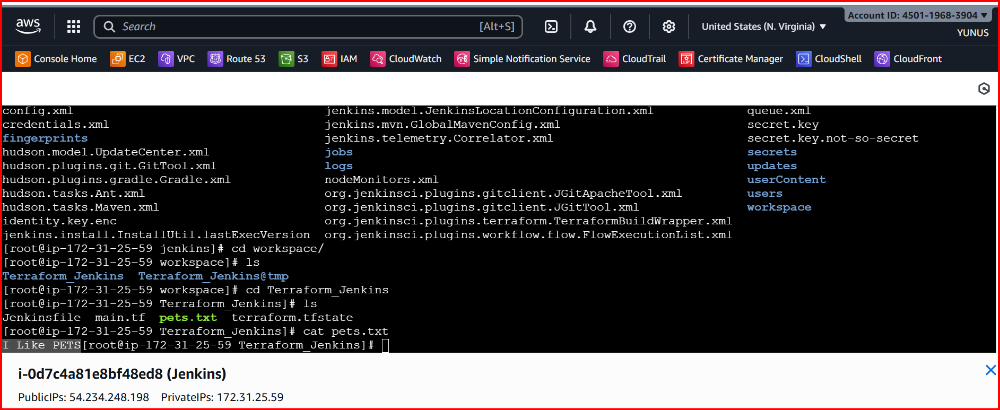 aws
Search [Alt+S]
United States (N. Virginia) ▼
Account ID: 4501-1968-3904 ▼
YUNUS
Console Home EC2 VPC Route 53 S3 IAM CloudWatch Simple Notification Service CloudTrail Certificate Manager CloudShell CloudFront
config.xml jenkins.model.JenkinsLocationConfiguration.xml queue.xml
credentials.xml jenkins.mvn.GlobalMavenConfig.xml secret.key
fingerprints jenkins.telemetry.Correlator.xml secret.key.not-so-secret
hudson.model.UpdateCenter.xml jobs secrets
hudson.plugins.git.GitTool.xml logs updates
hudson.plugins.gradle.Gradle.xml nodeMonitors.xml userContent
hudson.tasks.Ant.xml org.jenkinsci.plugins.gitclient.JGitApacheTool.xml users
hudson.tasks.Maven.xml org.jenkinsci.plugins.gitclient.JGitTool.xml workspace
identity.key.enc org.jenkinsci.plugins.terraform.TerraformBuildWrapper.xml
jenkins.install.InstallUtil.lastExecVersion org.jenkinsci.plugins.workflow.flow.FlowExecutionList.xml
[root@ip-172-31-25-59 jenkins]# cd workspace/
[root@ip-172-31-25-59 workspace]# ls
Terraform_Jenkins Terraform_Jenkins@tmp
[root@ip-172-31-25-59 workspace]# cd Terraform_Jenkins
[root@ip-172-31-25-59 Terraform_Jenkins]# ls
Jenkinsfile main.tf pets.txt terraform.tfstate
[root@ip-172-31-25-59 Terraform_Jenkins]# cat pets.txt
I Like PETS[root@ip-172-31-25-59 Terraform_Jenkins]#
i-0d7c4a81e8bf48ed8 (Jenkins)
PublicIPs: 54.234.248.198 PrivateIPs: 172.31.25.59